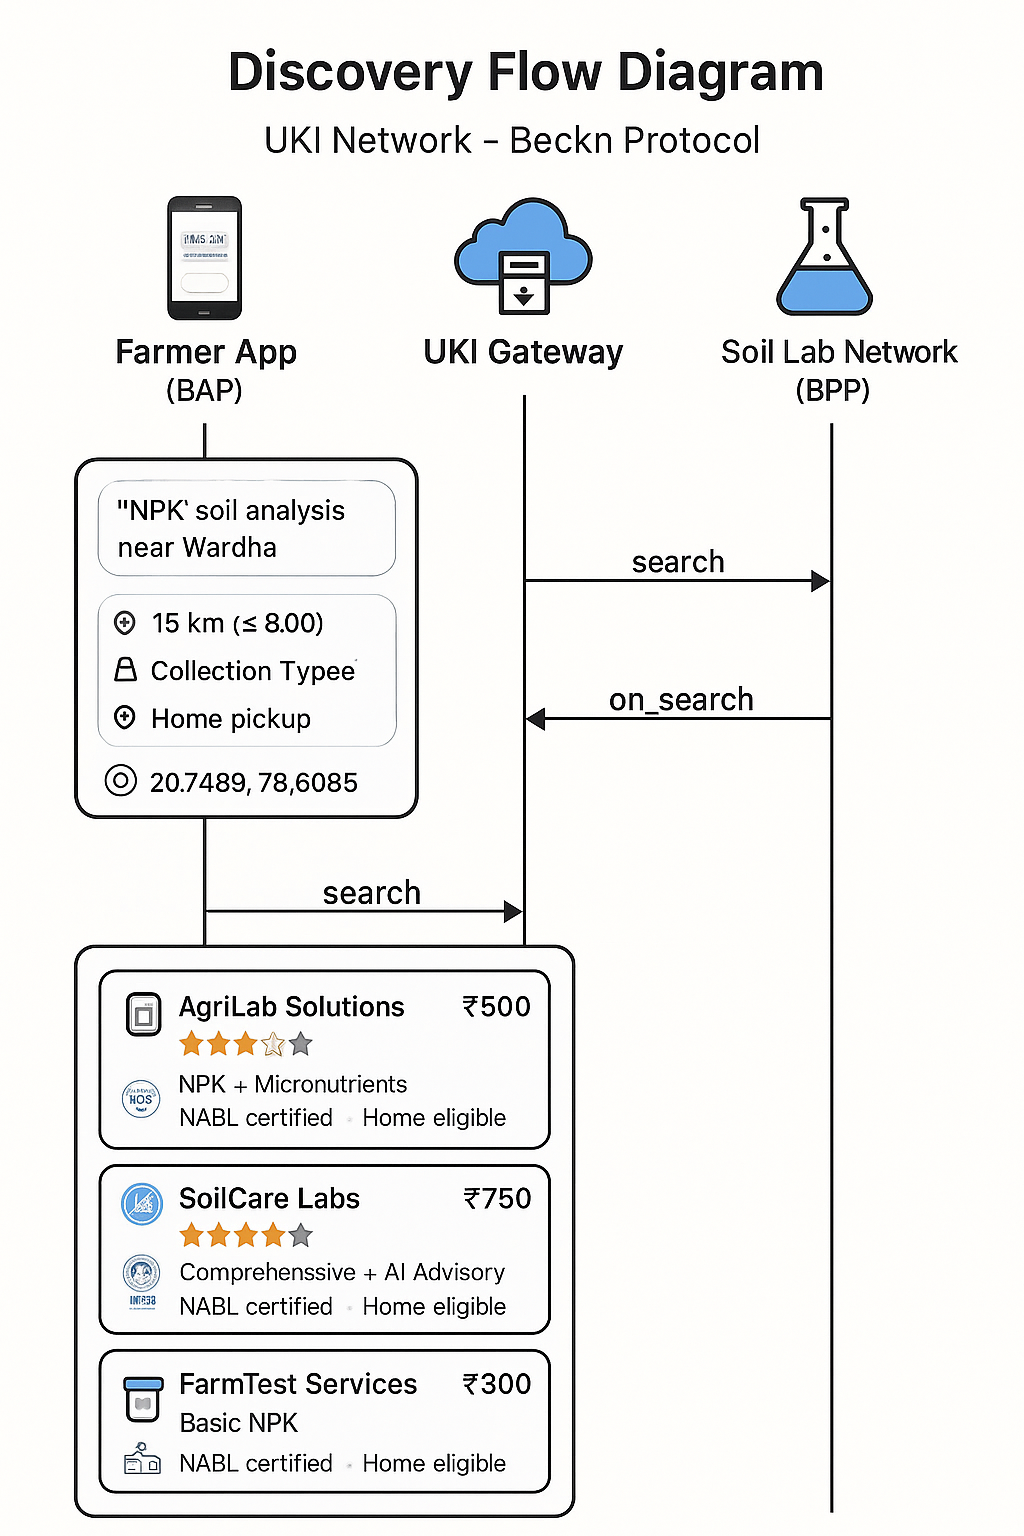 Discovery Flow Diagram
UKI Network – Beckn Protocol
Farmer App
(BAP)
UKI Gateway
Soil Lab Network
(BPP)
"NPK' soil analysis
near Wardha
15 km (≤ 8.00)
Collection Typee
Home pickup
20.7489, 78,6085
search
on_search
search
AgriLab Solutions ₹500
NPK + Micronutrients
NABL certified · Home eligible
HOS
SoilCare Labs ₹750
Comprehenssive + AI Advisory
NABL certified · Home eligible
FarmTest Services ₹300
Basic NPK
NABL certified · Home eligible